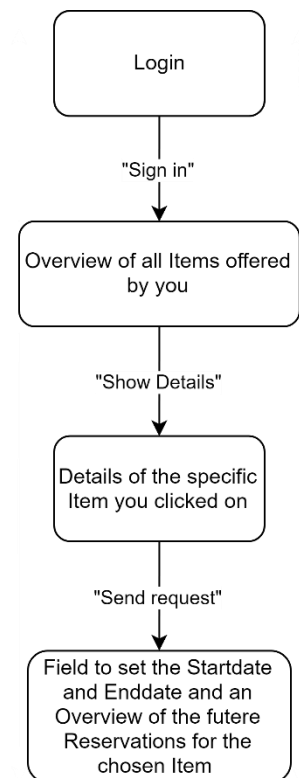 Login
"Sign in"
Overview of all Items offered
by you
"Show Details"
Details of the specific
Item you clicked on
"Send request"
Field to set the Startdate
and Enddate and an
Overview of the futere
Reservations for the
chosen Item